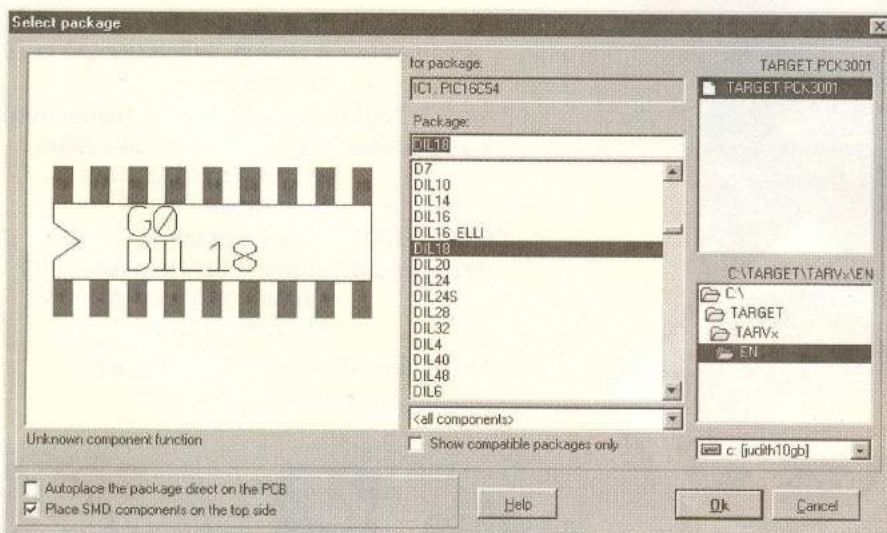 Select package
for package:
IC1, PIC16C54
Package:
DIL18
D7
DIL10
DIL14
DIL16
DIL16_ELLI
DIL18
DIL20
DIL24
DIL24S
DIL28
DIL32
DIL4
DIL40
DIL48
DIL6
<all components>
Show compatible packages only
TARGET.PCK3001
TARGET.PCK3001
C:\TARGET\TARVx\EN
C:\
TARGET
TARVx
EN
c: [judith10gb]
G0
DIL18
Unknown component function
Autoplace the package direct on the PCB
Place SMD components on the top side
Help
Ok
Cancel